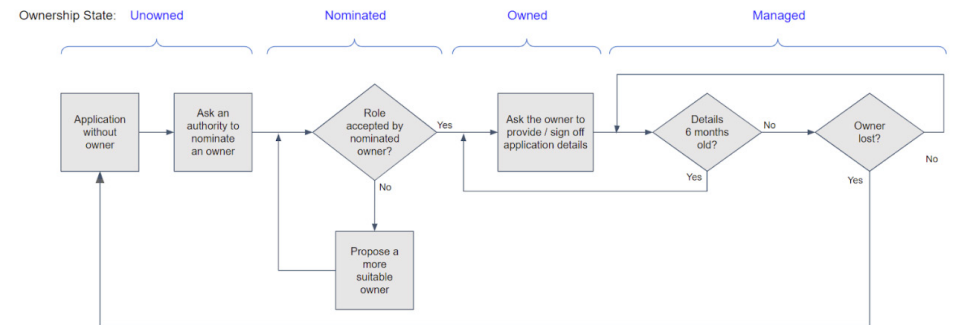 Ownership State: Unowned Nominated Owned Managed
Application
without
owner
Ask an
authority to
nominate
an owner
Role
accepted by
nominated
owner?
Yes
No
Propose a
more
suitable
owner
Ask the owner to
provide / sign off
application details
Details
6 months
old?
No
Yes
Owner
lost?
No
Yes